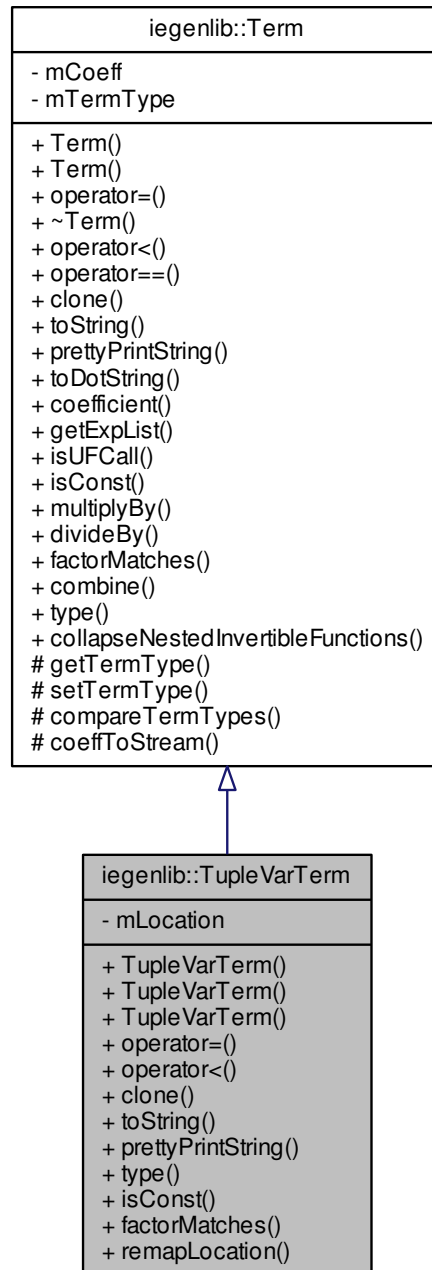 iegenlib::Term
- mCoeff
- mTermType
+ Term()
+ Term()
+ operator=()
+ ~Term()
+ operator<()
+ operator==()
+ clone()
+ toString()
+ prettyPrintString()
+ toDotString()
+ coefficient()
+ getExpList()
+ isUFCall()
+ isConst()
+ multiplyBy()
+ divideBy()
+ factorMatches()
+ combine()
+ type()
+ collapseNestedInvertibleFunctions()
# getTermType()
# setTermType()
# compareTermTypes()
# coeffToStream()
iegenlib::TupleVarTerm
- mLocation
+ TupleVarTerm()
+ TupleVarTerm()
+ TupleVarTerm()
+ operator=()
+ operator<()
+ clone()
+ toString()
+ prettyPrintString()
+ type()
+ isConst()
+ factorMatches()
+ remapLocation()